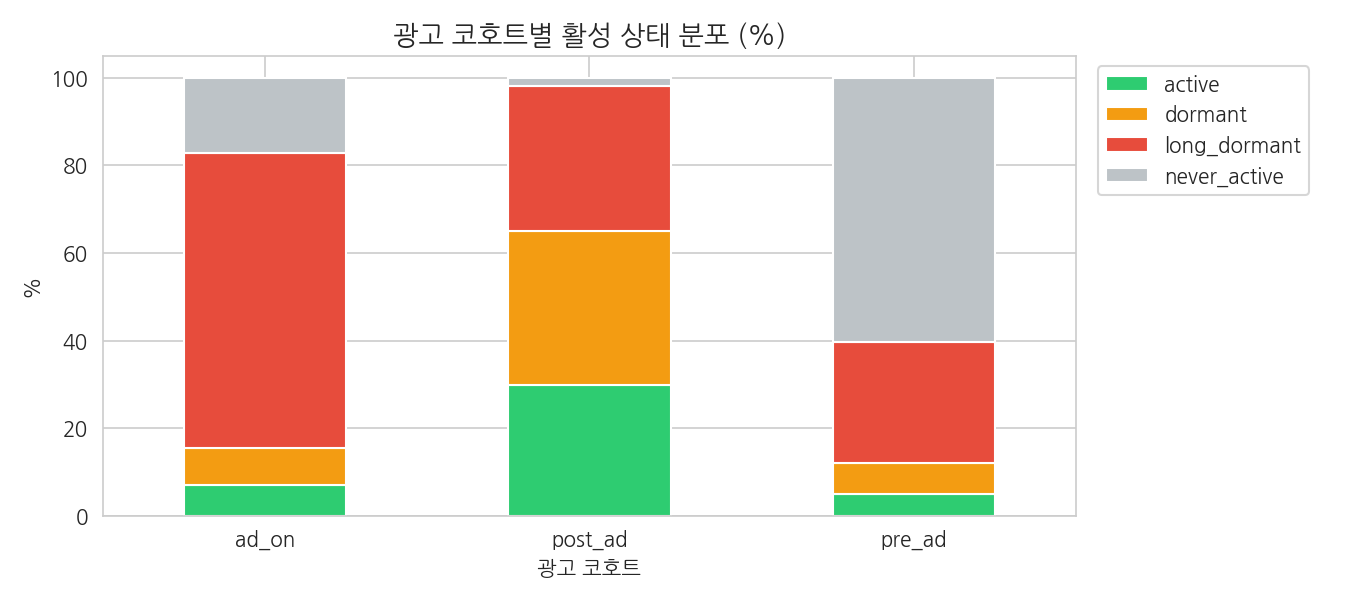 광고 코호트별 활성 상태 분포 (%)
100
80
60
40
20
0
%
ad_on
post_ad
pre_ad
광고 코호트
active
dormant
long_dormant
never_active